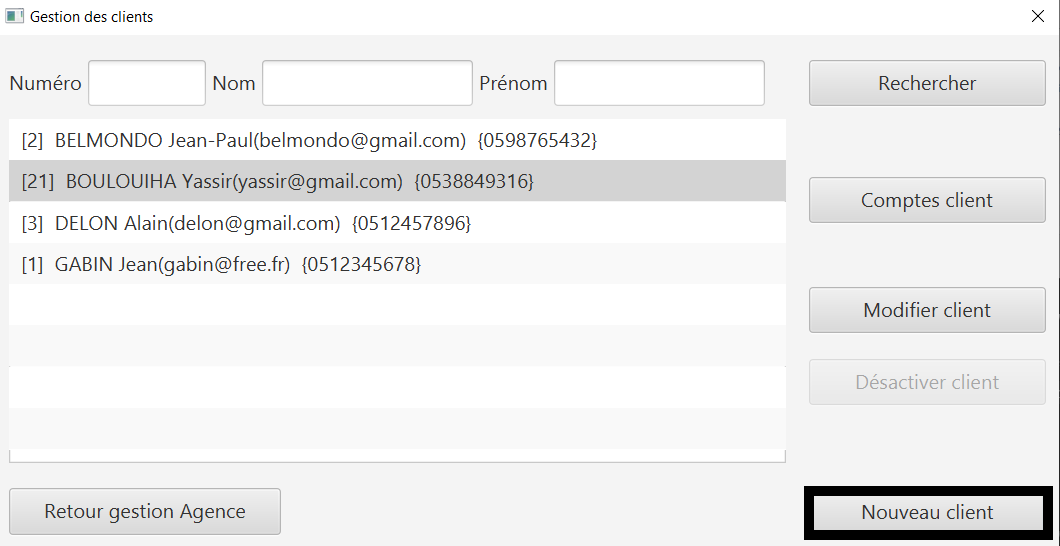 Gestion des clients
Numéro Nom Prénom Rechercher
[2] BELMONDO Jean-Paul(belmondo@gmail.com) {0598765432}
[21] BOULOUIHA Yassir(yassir@gmail.com) {0538849316}
Comptes client
[3] DELON Alain(delon@gmail.com) {0512457896}
[1] GABIN Jean(gabin@free.fr) {0512345678}
Modifier client
Désactiver client
Retour gestion Agence
Nouveau client